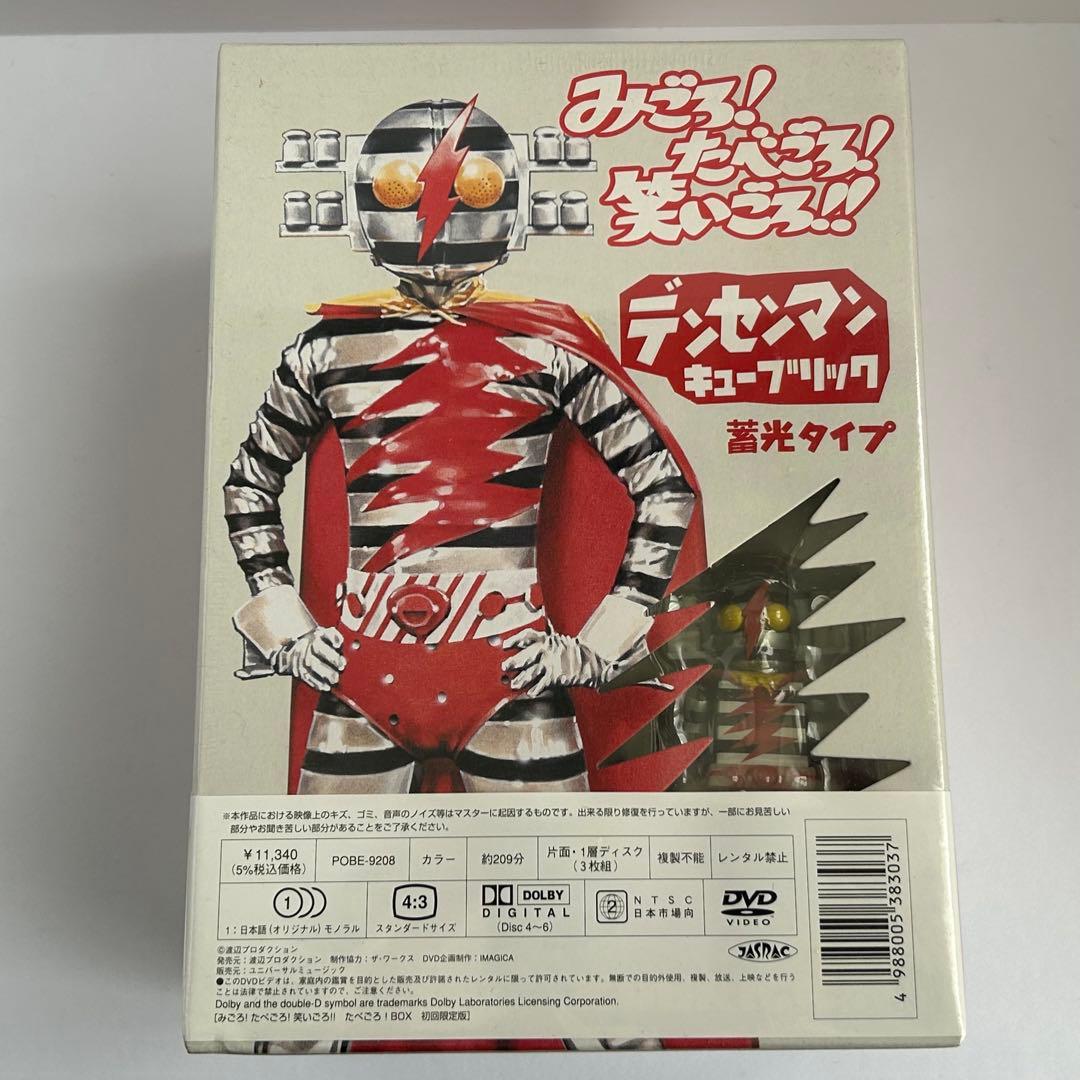 みごろ!
たべごろ!
笑いごろ!!
デンセンマン
キューブリック
蓄光タイプ
※本作品における映像上のキズ、ゴミ、音声のノイズ等はマスターに起因するものです。出来る限り修復を行っていますが、一部にお見苦しい
部分やお聞き苦しい部分があることをご了承ください。
￥11,340
(5%税込価格)
POBE-9208
カラー
約209分
片面・1層ディスク
(3枚組)
複製不能
レンタル禁止
1
1：日本語(オリジナル)モノラル
4:3
スタンダードサイズ
DOLBY
DIGITAL
(Disc 4～6)
2
NTSC
日本市場向
DVD
VIDEO
©渡辺プロダクション
発売元：渡辺プロダクション 制作協力：ザ・ワークス DVD企画制作：IMAGICA
販売元：ユニバーサルミュージック
JASRAC
●このDVDビデオは、家庭内の鑑賞を目的とした販売及び許諾されたレンタルに限って許可されています。無断での目的外使用、複製、放送、上映などを行う
ことは法律で禁止されていますので、ご注意ください。
Dolby and the double-D symbol are trademarks Dolby Laboratories Licensing Corporation.
[みごろ! たべごろ! 笑いごろ!! たべごろ！BOX 初回限定版]
4 988005 383037